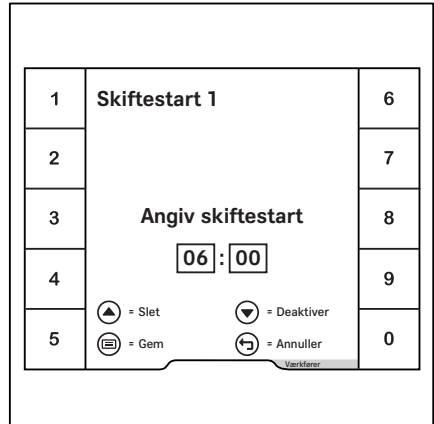 1 Skiftestart 1 6
2 7
3 Angiv skiftestart 8
06 : 00
4 9
= Slet = Deaktiver
5 = Gem = Annuller 0
Værkfører